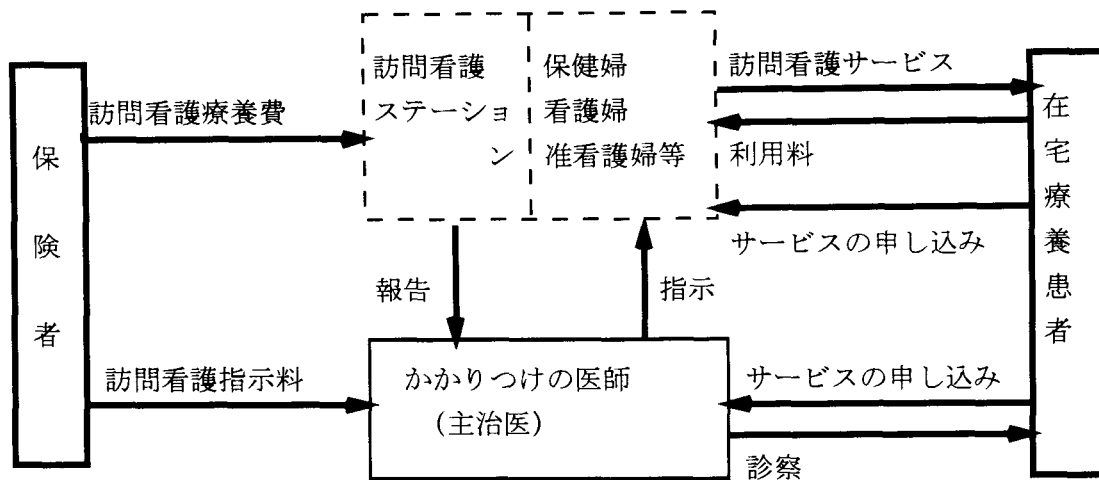 保険者
訪問看護療養費
訪問看護指示料
訪問看護
ステーショ
ン
保健婦
看護婦
准看護婦等
訪問看護サービス
利用料
サービスの申し込み
報告
指示
かかりつけの医師
(主治医)
サービスの申し込み
診察
在宅療養患者